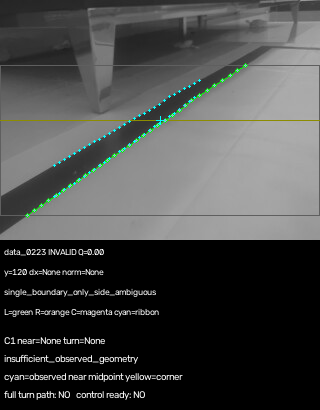 data_0223 INVALID Q=0.00
y=120 dx=None norm=None
single_boundary_only_side_ambiguous
L=green R=orange C=magenta cyan=ribbon
C1 near=None turn=None
insufficient_observed_geometry
cyan=observed near midpoint yellow=corner
full turn path: NO control ready: NO